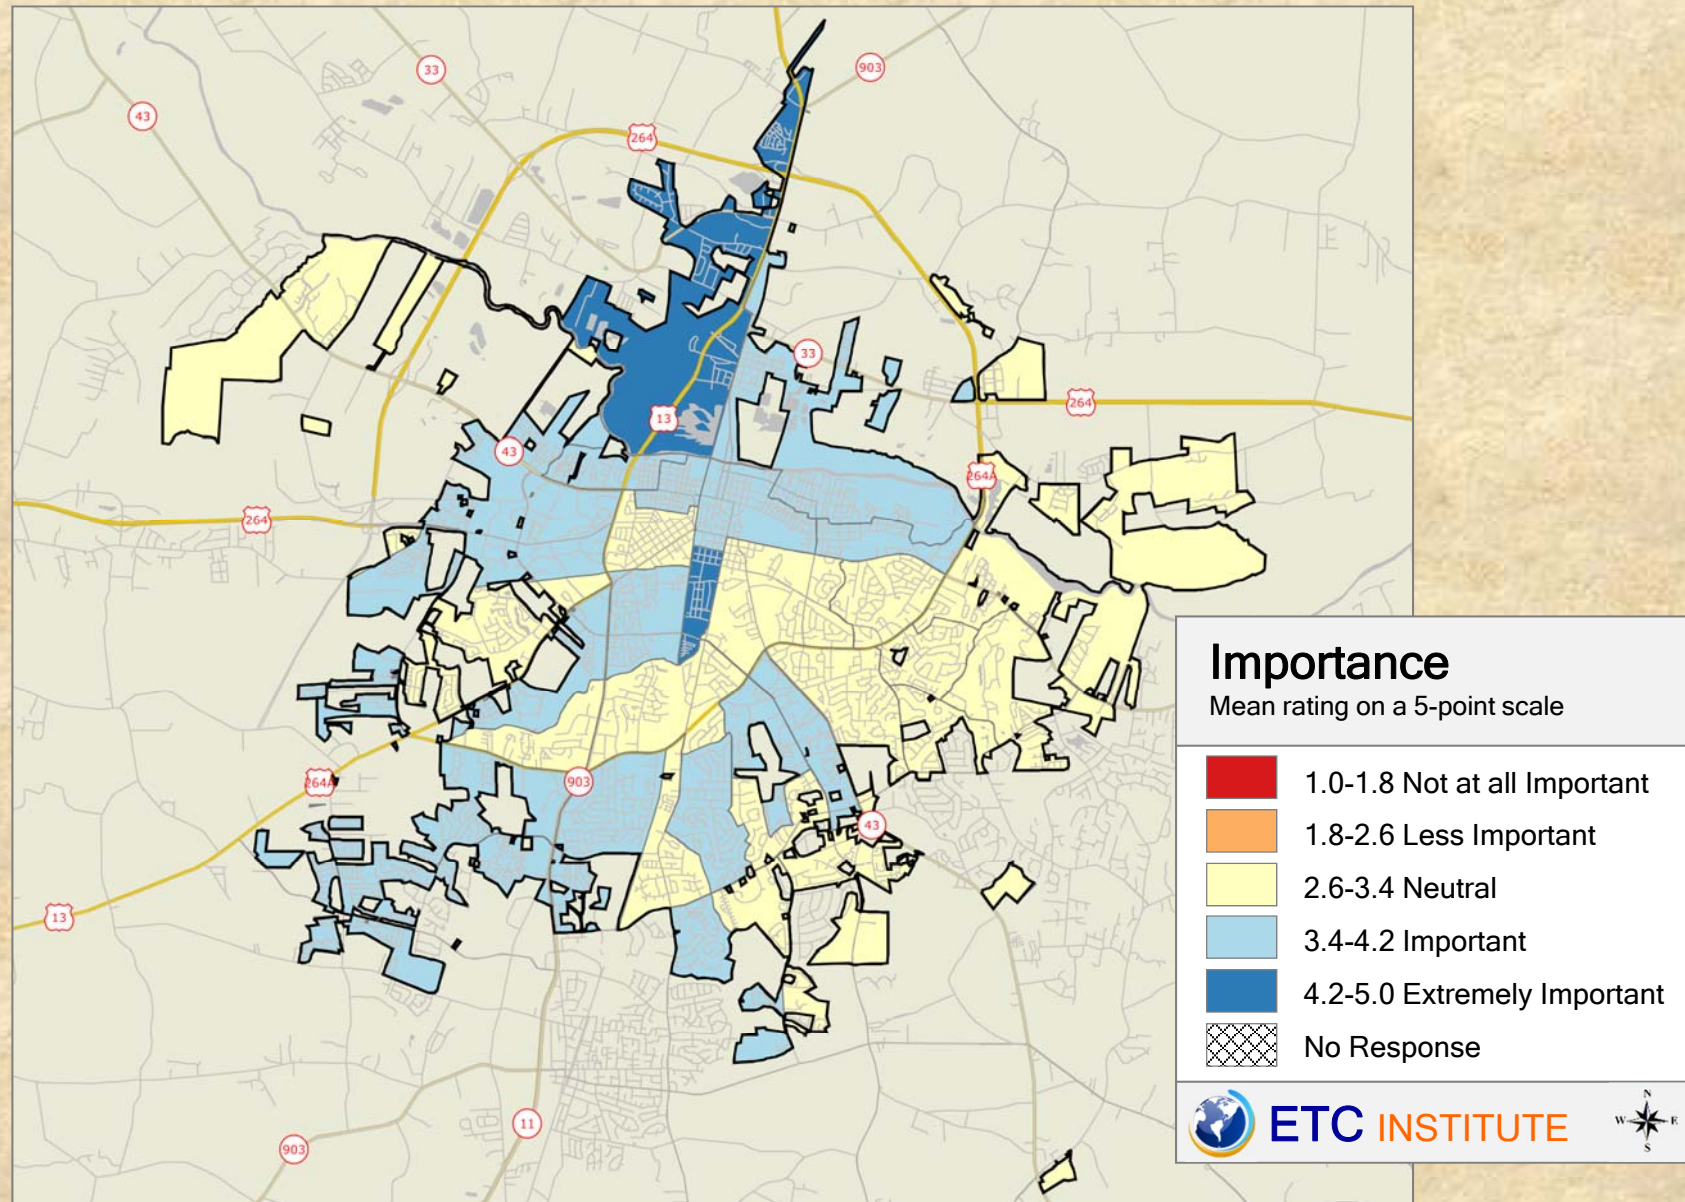 903
33
43
264
33
264
13
43
264A
264
903
264A
43
13
11
903
Importance
Mean rating on a 5-point scale
1.0-1.8 Not at all Important
1.8-2.6 Less Important
2.6-3.4 Neutral
3.4-4.2 Important
4.2-5.0 Extremely Important
No Response
ETC INSTITUTE
N
W E
S